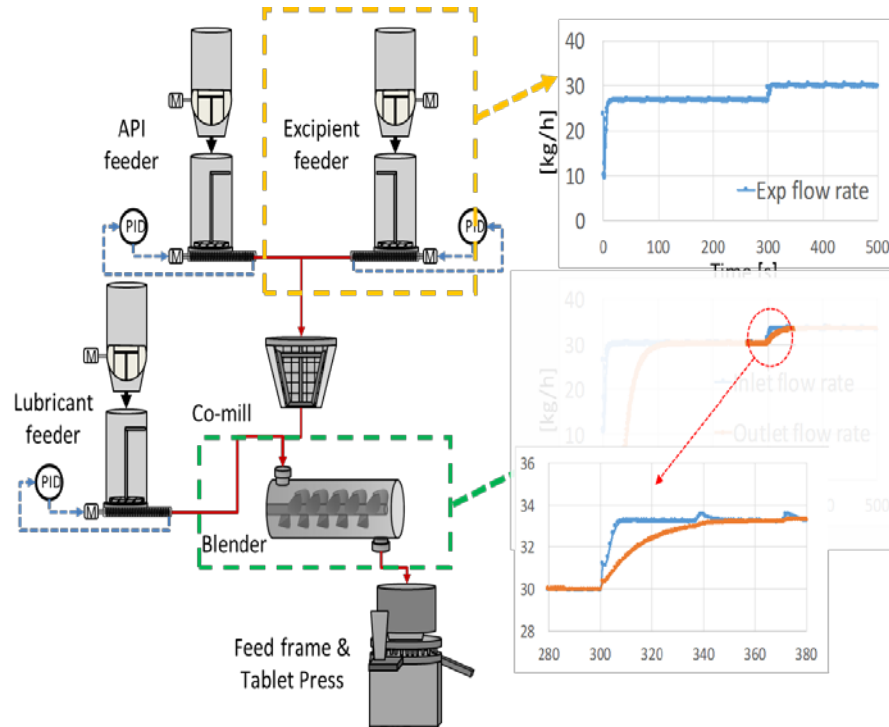 M
M
API
feeder
Excipient
feeder
PID
M
M
PID
M
Co-mill
Lubricant
feeder
PID
M
Blender
Feed frame &
Tablet Press
40
30
20
10
0
[kg/h]
Exp flow rate
0
100
200
300
400
500
Time [s]
40
30
20
10
[kg/h]
Inlet flow rate
Outlet flow rate
500
36
34
32
30
28
280
300
320
340
360
380